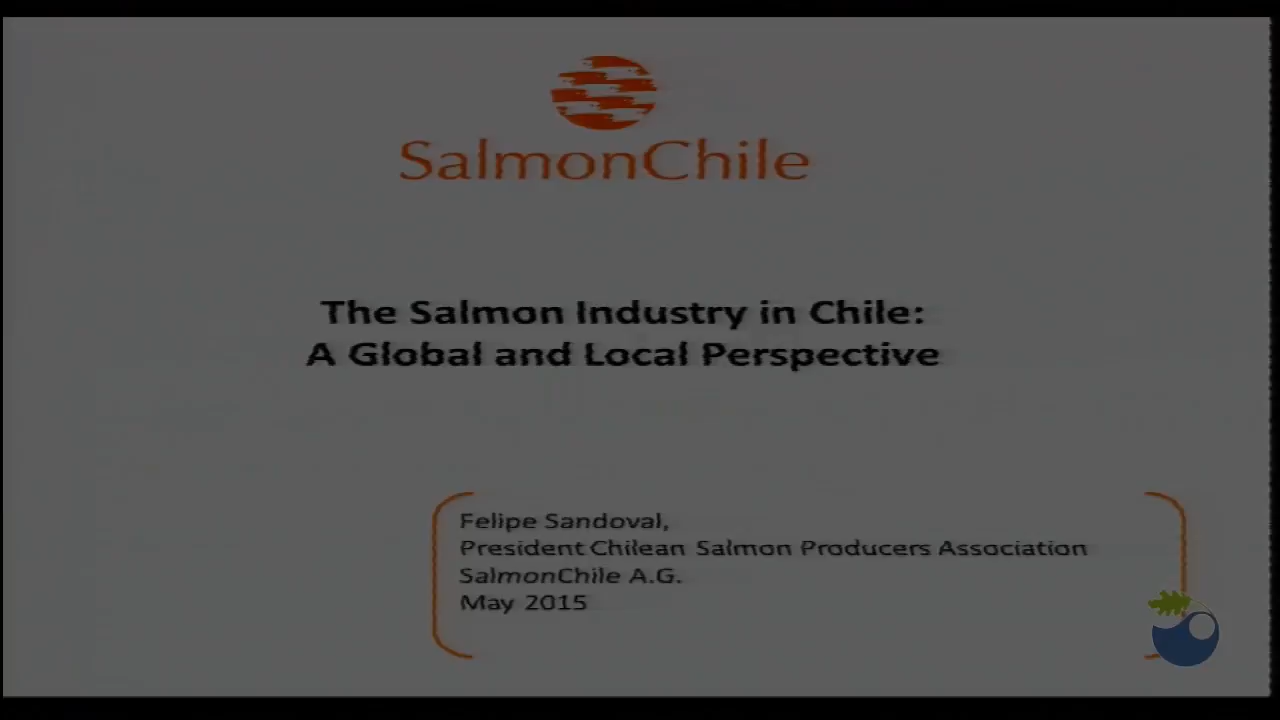 SalmonChile
The Salmon Industry in Chile:
A Global and Local Perspective
Felipe Sandoval,
President Chilean Salmon Producers Association
SalmonChile A.G.
May 2015